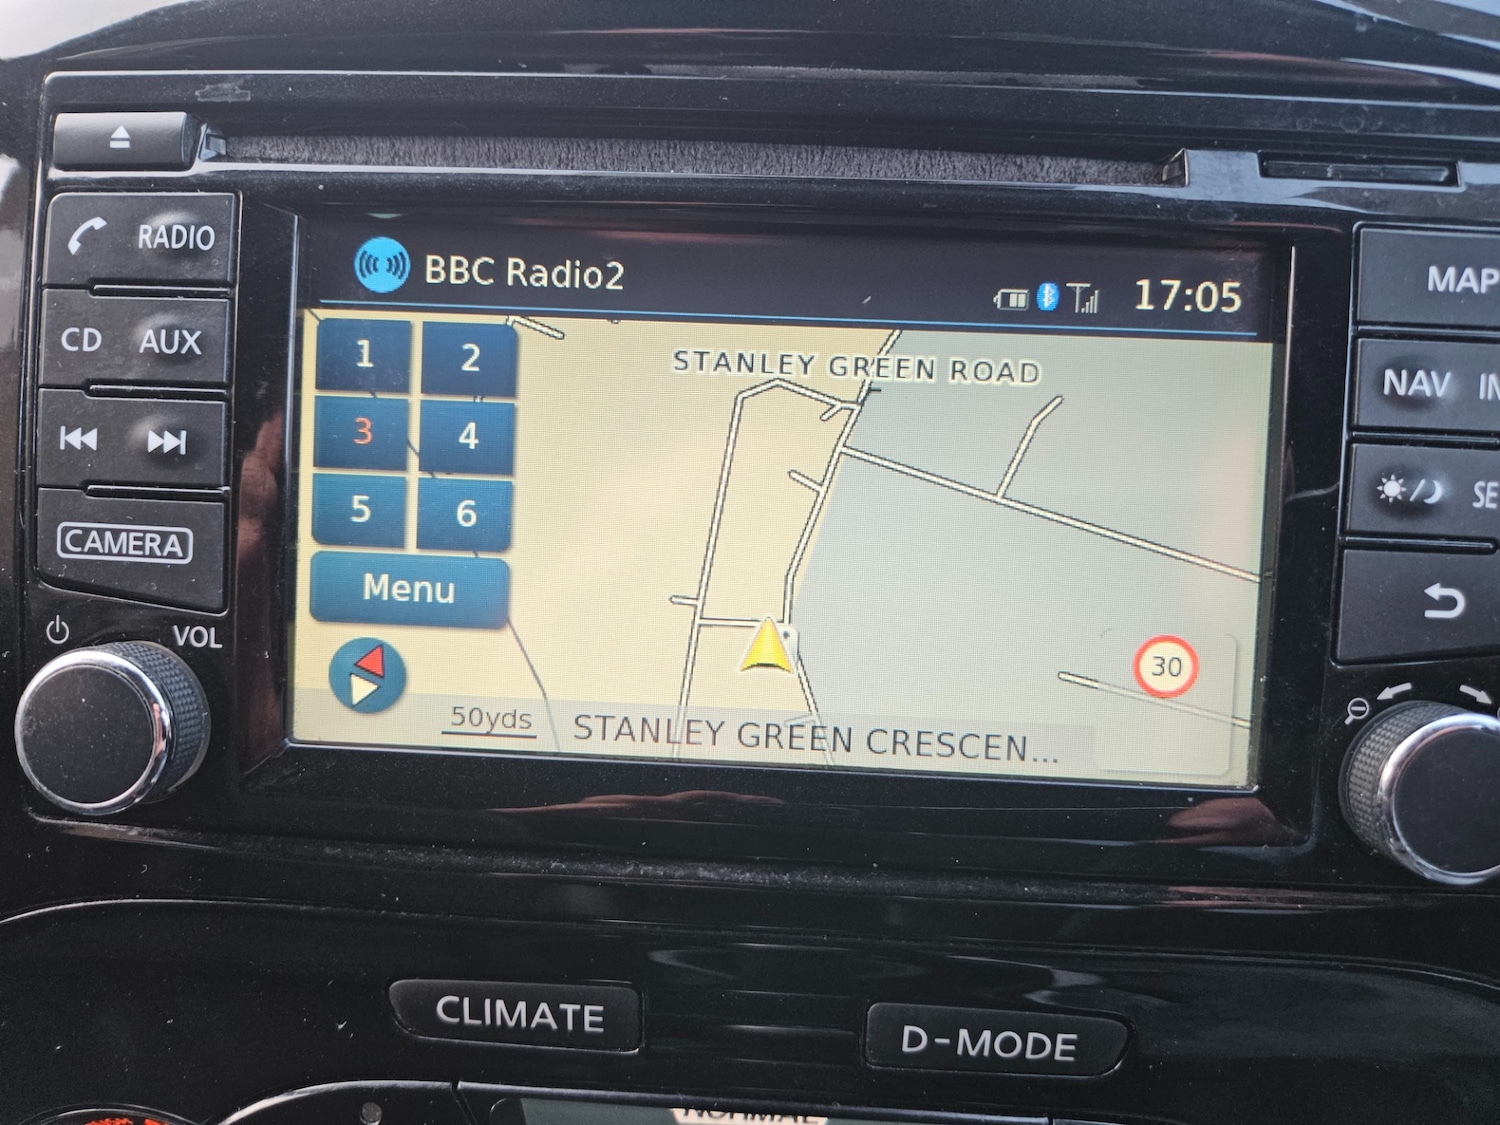 RADIO
CD AUX
CAMERA
VOL
BBC Radio2
17:05
1 2
3 4
5 6
Menu
STANLEY GREEN ROAD
30
50yds
STANLEY GREEN CRESCEN...
MAP
NAV
CLIMATE
D-MODE
NORMAL